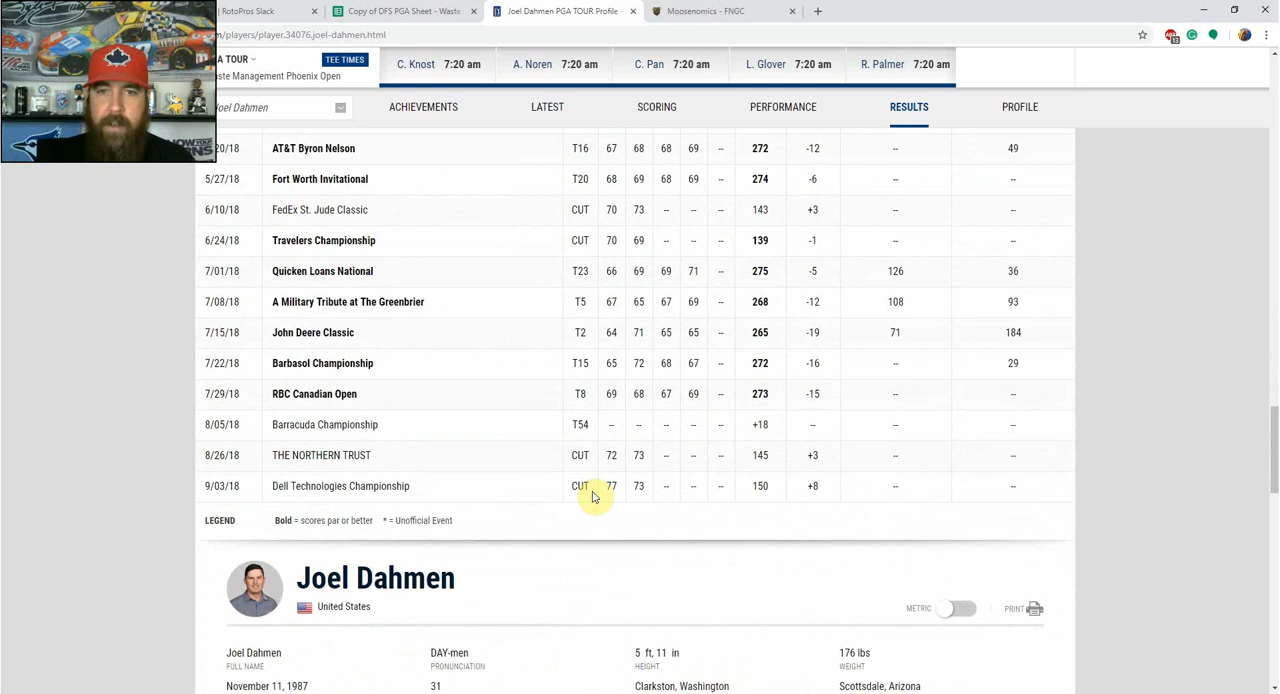 RotoPros Slack
Copy of DFS PGA Sheet - Waste
Joel Dahmen PGA TOUR Profile -
Moosenomics - FNGC
m/players/player.34076.joel-dahmen.html
A TOUR
TEE TIMES
aste Management Phoenix Open
C. Knost 7:20 am
A. Noren 7:20 am
C. Pan 7:20 am
L. Glover 7:20 am
R. Palmer 7:20 am
Joel Dahmen
ACHIEVEMENTS
LATEST
SCORING
PERFORMANCE
RESULTS
PROFILE
20/18 AT&T Byron Nelson T16 67 68 68 69 -- 272 -12 -- 49
5/27/18 Fort Worth Invitational T20 68 69 68 69 -- 274 -6 -- --
6/10/18 FedEx St. Jude Classic CUT 70 73 -- -- -- 143 +3 -- --
6/24/18 Travelers Championship CUT 70 69 -- -- -- 139 -1 -- --
7/01/18 Quicken Loans National T23 66 69 69 71 -- 275 -5 126 36
7/08/18 A Military Tribute at The Greenbrier T5 67 65 67 69 -- 268 -12 108 93
7/15/18 John Deere Classic T2 64 71 65 65 -- 265 -19 71 184
7/22/18 Barbasol Championship T15 65 72 68 67 -- 272 -16 -- 29
7/29/18 RBC Canadian Open T8 69 68 67 69 -- 273 -15 -- --
8/05/18 Barracuda Championship T54 -- -- -- -- -- +18 -- -- --
8/26/18 THE NORTHERN TRUST CUT 72 73 -- -- -- 145 +3 -- --
9/03/18 Dell Technologies Championship CUT 77 73 -- -- -- 150 +8 -- --
LEGEND Bold = scores par or better * = Unofficial Event
Joel Dahmen
United States
METRIC
PRINT
Joel Dahmen DAY-men 5 ft, 11 in 176 lbs
FULL NAME PRONUNCIATION HEIGHT WEIGHT
November 11, 1987 31 Clarkston, Washington Scottsdale, Arizona